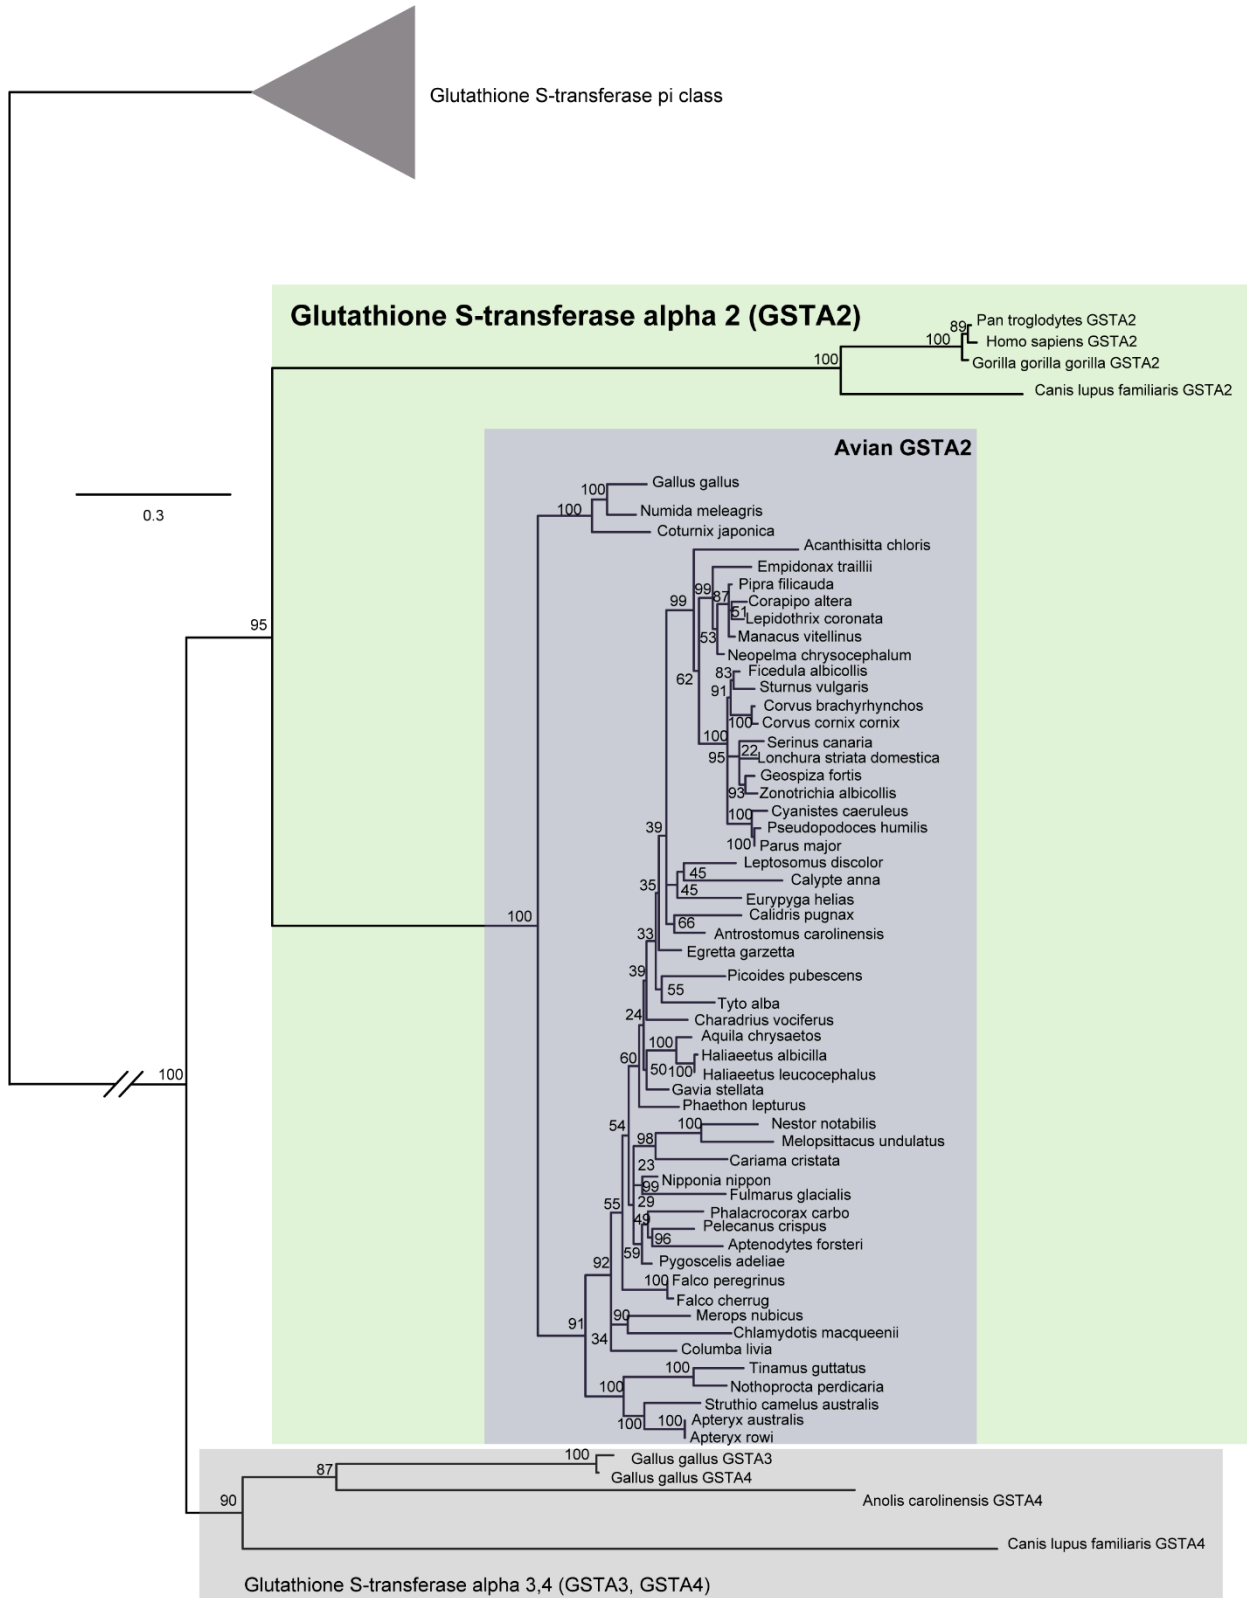 Glutathione S-transferase pi class
Glutathione S-transferase alpha 2 (GSTA2)
89
Pan troglodytes GSTA2
100
Homo sapiens GSTA2
100
Gorilla gorilla gorilla GSTA2
Canis lupus familiaris GSTA2
Avian GSTA2
0.3
100
Gallus gallus
100
Numida meleagris
Coturnix japonica
Acanthisitta chloris
Empidonax traillii
99
Pipra filicauda
99
87
Corapipo altera
51
Lepidothrix coronata
53
Manacus vitellinus
Neopelma chrysocephalum
62
83
Ficedula albicollis
91
Sturnus vulgaris
Corvus brachyrhynchos
100
Corvus cornix cornix
100
Serinus canaria
95
22
Lonchura striata domestica
Geospiza fortis
93
Zonotrichia albicollis
100
Cyanistes caeruleus
39
Pseudopodoces humilis
100
Parus major
Leptosomus discolor
45
Calypte anna
35
45
Eurypyga helias
Calidris pugnax
66
Antrostomus carolinensis
33
Egretta garzetta
39
Picoides pubescens
55
Tyto alba
24
Charadrius vociferus
100
Aquila chrysaetos
60
Haliaeetus albicilla
50
100
Haliaeetus leucocephalus
Gavia stellata
Phaethon lepturus
54
100
Nestor notabilis
98
Melopsittacus undulatus
23
Cariama cristata
Nipponia nippon
99
Fulmarus glacialis
29
55
49
Phalacrocorax carbo
Pelecanus crispus
96
Aptenodytes forsteri
59
Pygoscelis adeliae
92
100
Falco peregrinus
Falco cherrug
90
Merops nubicus
91
34
Chlamydotis macqueenii
Columba livia
100
Tinamus guttatus
100
Nothoprocta perdicaria
Struthio camelus australis
100
100
Apteryx australis
Apteryx rowi
95
100
100
100
Gallus gallus GSTA3
87
Gallus gallus GSTA4
90
Anolis carolinensis GSTA4
Canis lupus familiaris GSTA4
Glutathione S-transferase alpha 3,4 (GSTA3, GSTA4)